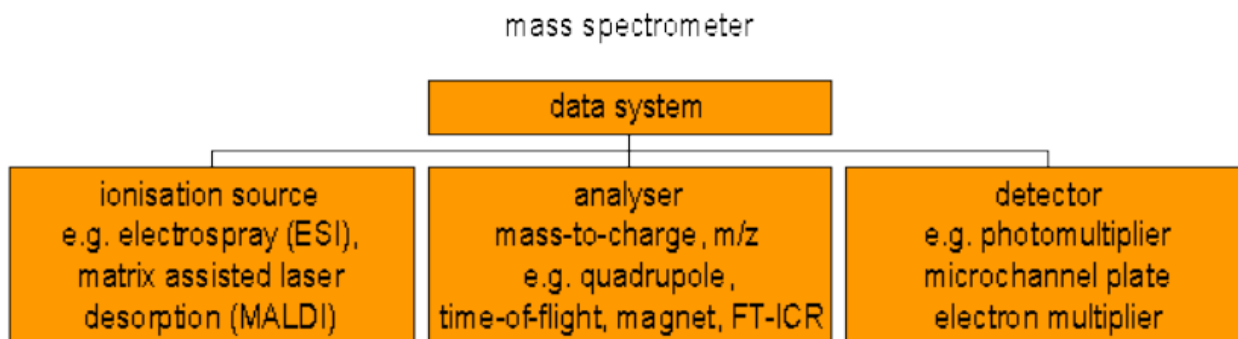 mass spectrometer
data system
ionisation source
e.g. electrospray (ESI),
matrix assisted laser
desorption (MALDI)
analyser
mass-to-charge, m/z
e.g. quadrupole,
time-of-flight, magnet, FT-ICR
detector
e.g. photomultiplier
microchannel plate
electron multiplier